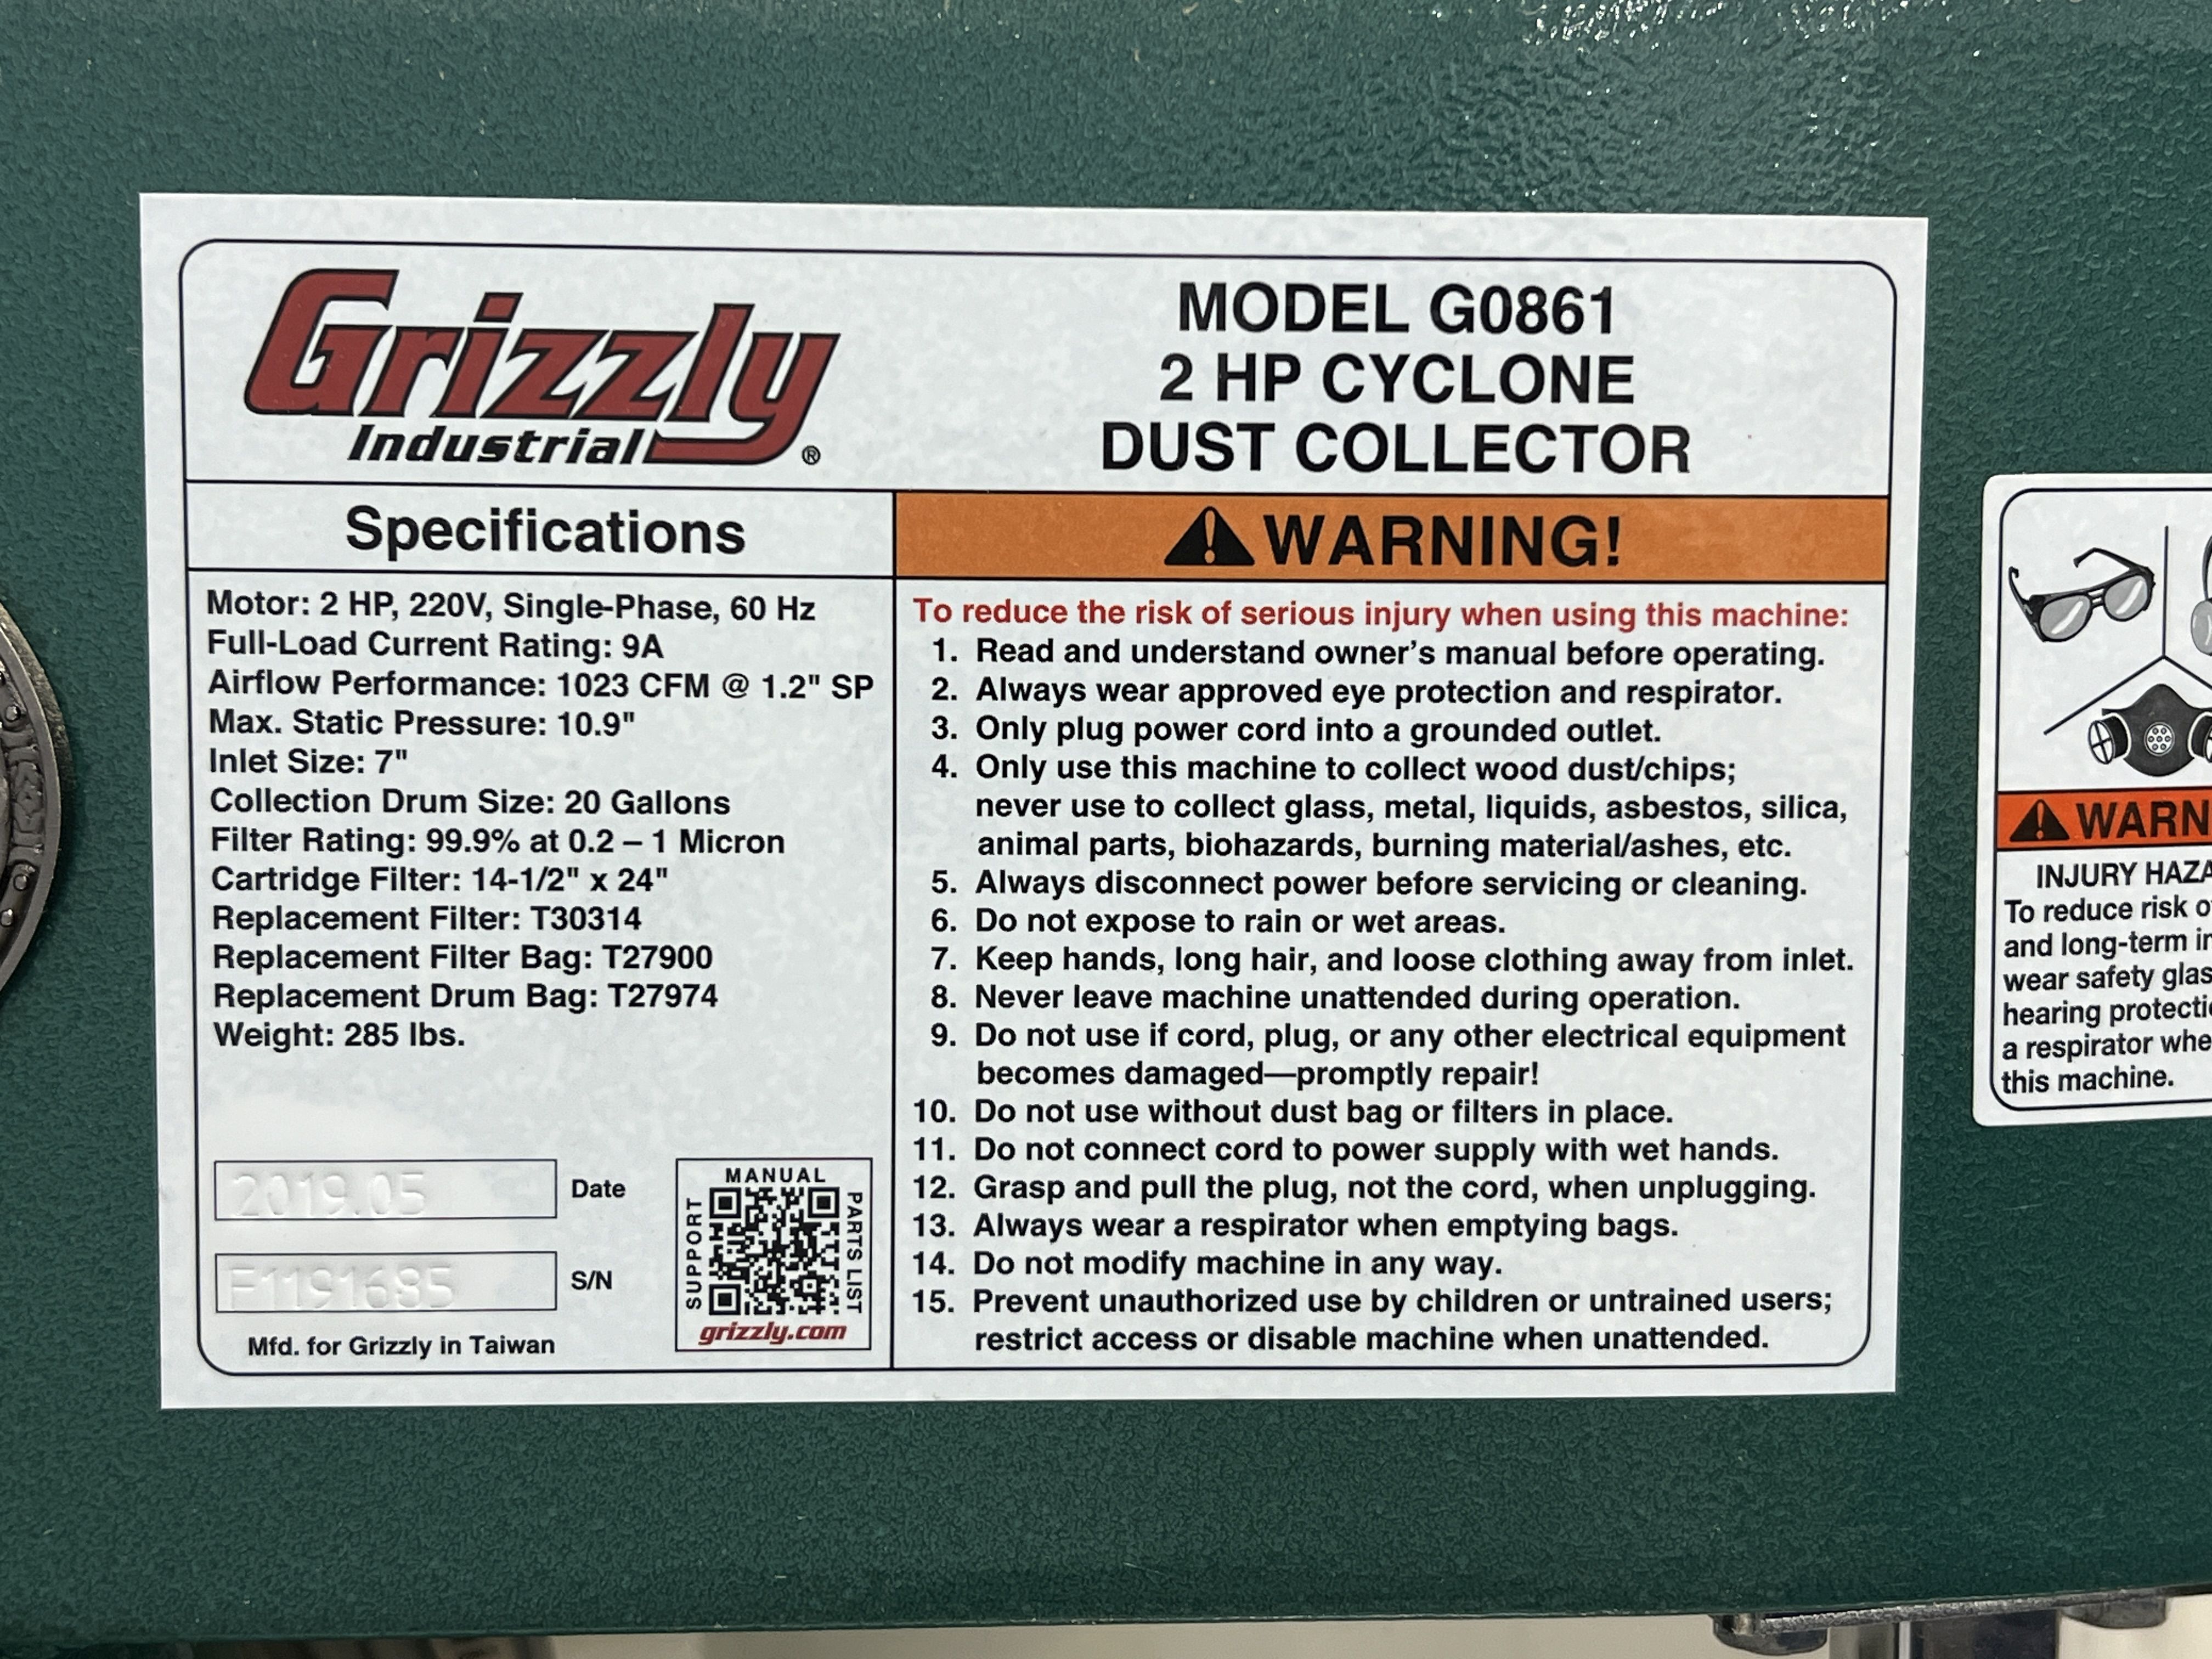 Grizzly
Industrial®
MODEL G0861
2 HP CYCLONE
DUST COLLECTOR
Specifications
Motor: 2 HP, 220V, Single-Phase, 60 Hz
Full-Load Current Rating: 9A
Airflow Performance: 1023 CFM @ 1.2" SP
Max. Static Pressure: 10.9"
Inlet Size: 7"
Collection Drum Size: 20 Gallons
Filter Rating: 99.9% at 0.2 – 1 Micron
Cartridge Filter: 14-1/2" x 24"
Replacement Filter: T30314
Replacement Filter Bag: T27900
Replacement Drum Bag: T27974
Weight: 285 lbs.
2019.05 Date
F1191685 S/N
Mfd. for Grizzly in Taiwan
MANUAL
SUPPORT
PARTS LIST
grizzly.com
WARNING!
To reduce the risk of serious injury when using this machine:
1. Read and understand owner's manual before operating.
2. Always wear approved eye protection and respirator.
3. Only plug power cord into a grounded outlet.
4. Only use this machine to collect wood dust/chips;
never use to collect glass, metal, liquids, asbestos, silica,
animal parts, biohazards, burning material/ashes, etc.
5. Always disconnect power before servicing or cleaning.
6. Do not expose to rain or wet areas.
7. Keep hands, long hair, and loose clothing away from inlet.
8. Never leave machine unattended during operation.
9. Do not use if cord, plug, or any other electrical equipment
becomes damaged—promptly repair!
10. Do not use without dust bag or filters in place.
11. Do not connect cord to power supply with wet hands.
12. Grasp and pull the plug, not the cord, when unplugging.
13. Always wear a respirator when emptying bags.
14. Do not modify machine in any way.
15. Prevent unauthorized use by children or untrained users;
restrict access or disable machine when unattended.
WARN
INJURY HAZA
To reduce risk o
and long-term in
wear safety glas
hearing protecti
a respirator whe
this machine.